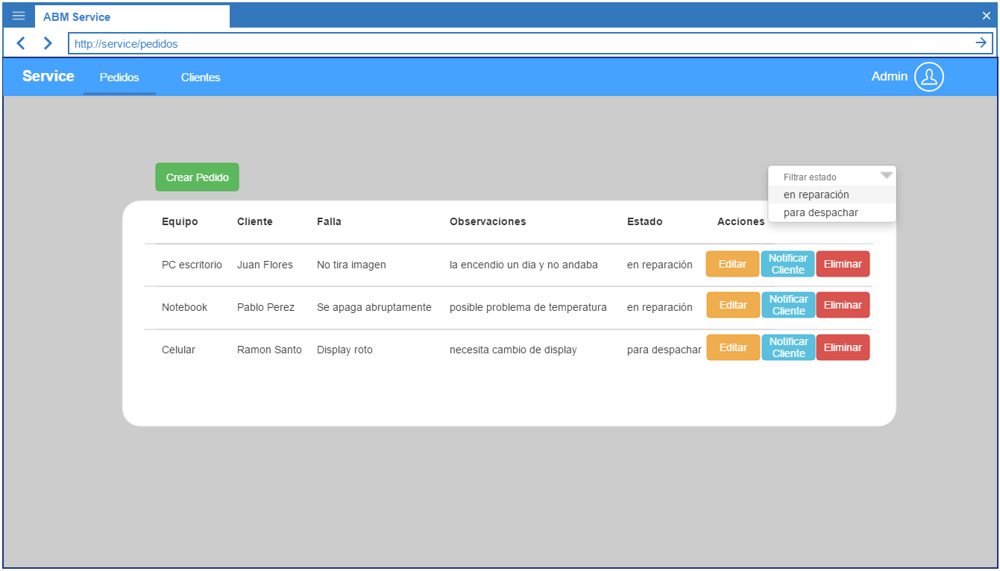 ABM Service
http://service/pedidos
Service Pedidos Clientes Admin
Crear Pedido
Filtrar estado
en reparación
para despachar
Equipo Cliente Falla Observaciones Estado Acciones
PC escritorio Juan Flores No tira imagen la encendio un dia y no andaba en reparación Editar Notificar Cliente Eliminar
Notebook Pablo Perez Se apaga abruptamente posible problema de temperatura en reparación Editar Notificar Cliente Eliminar
Celular Ramon Santo Display roto necesita cambio de display para despachar Editar Notificar Cliente Eliminar